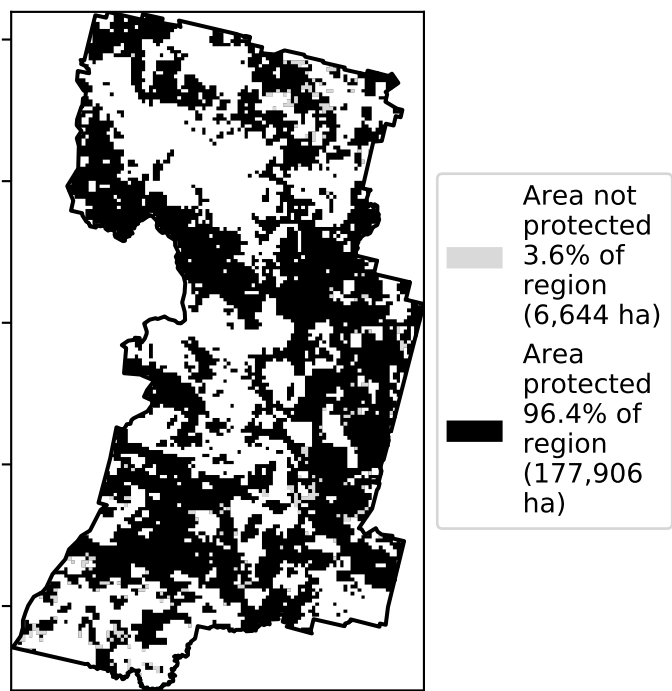 Area not
protected
3.6% of
region
(6,644 ha)
Area
protected
96.4% of
region
(177,906
ha)